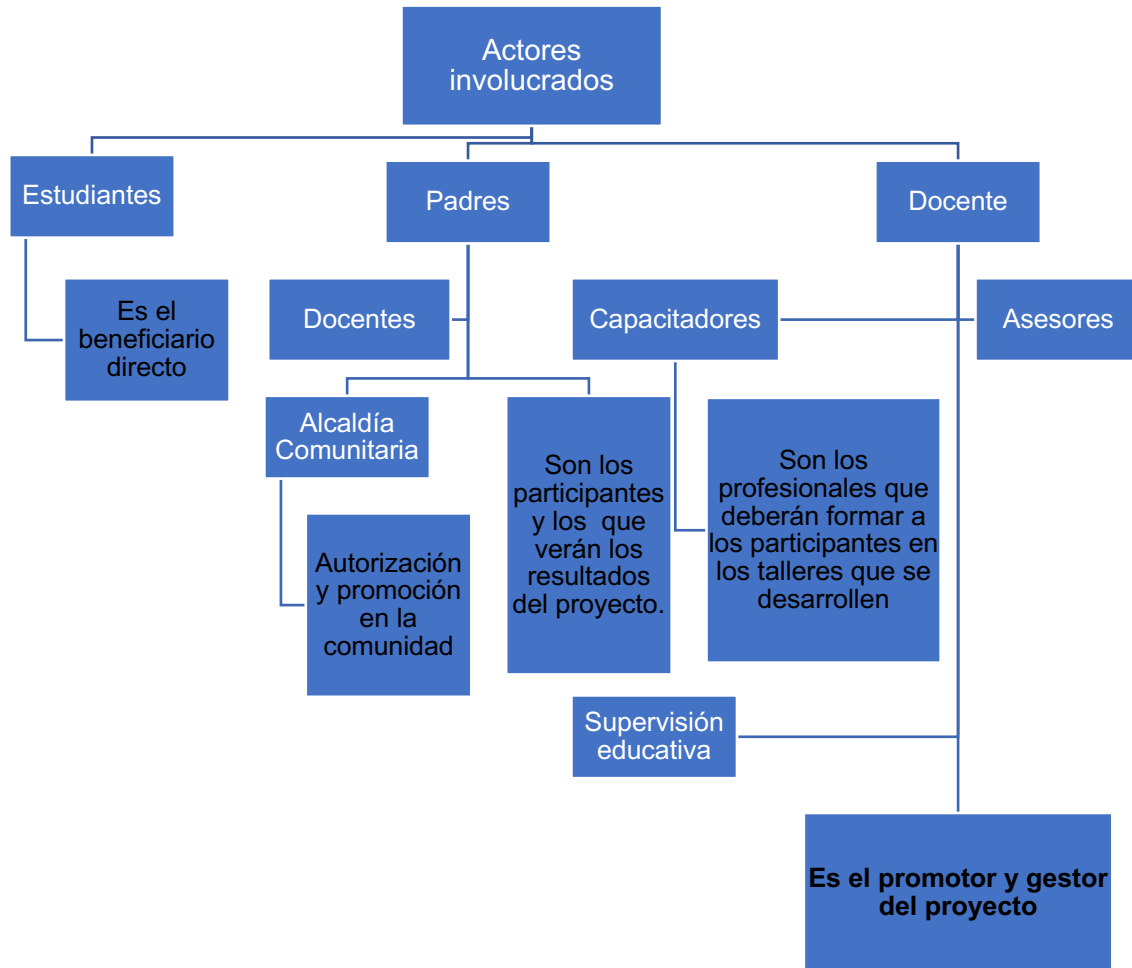 Actores
involucrados
Estudiantes
Padres
Docente
Es el
beneficiario
directo
Docentes
Capacitadores
Asesores
Alcaldía
Comunitaria
Son los
participantes
y los  que
verán los
resultados
del proyecto.
Son los
profesionales que
deberán formar a
los participantes en
los talleres que se
desarrollen
Autorización
y promoción
en la
comunidad
Supervisión
educativa
Es el promotor y gestor
del proyecto